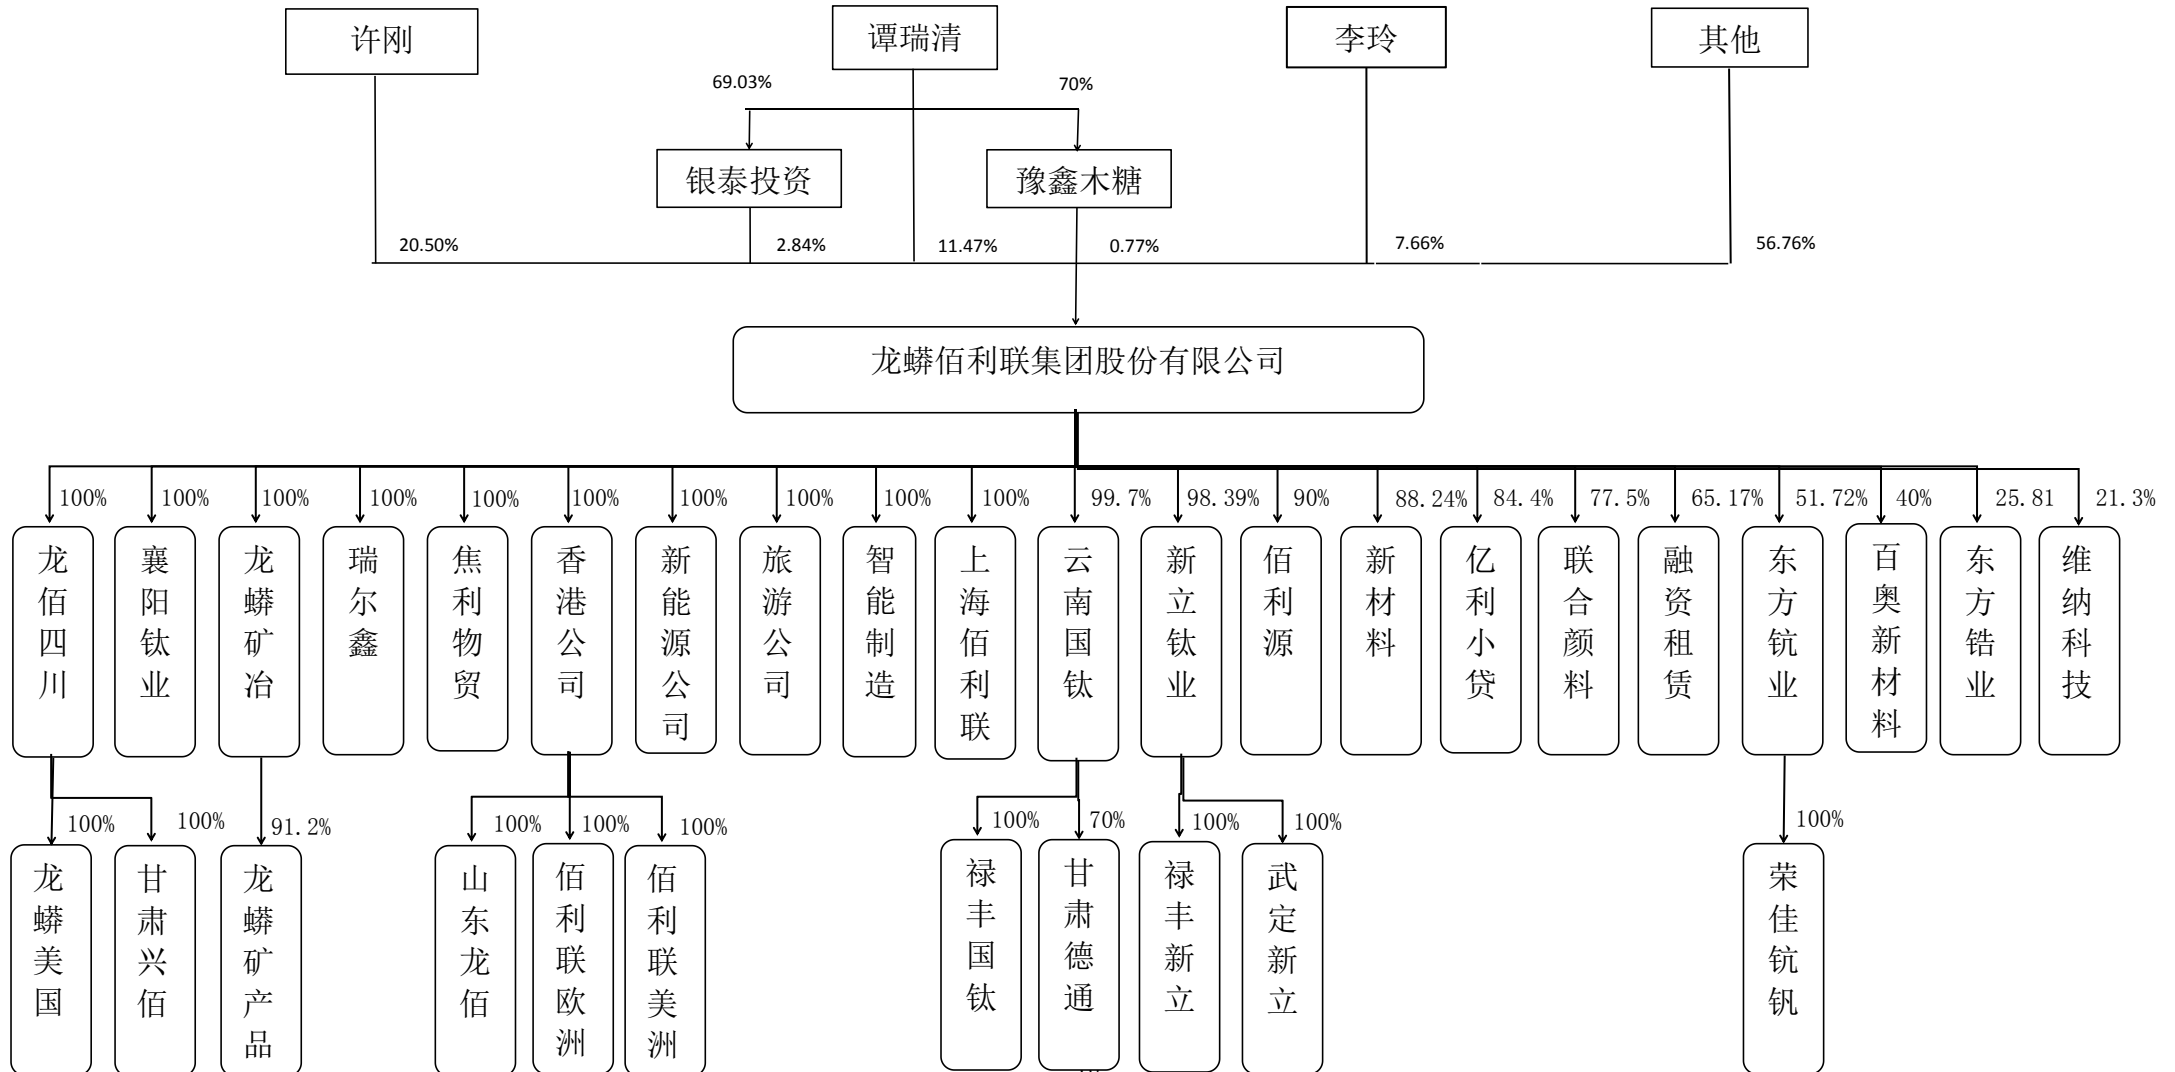 许刚
谭瑞清
李玲
其他
69.03%
70%
银泰投资
豫鑫木糖
20.50%
2.84%
11.47%
0.77%
7.66%
56.76%
龙蟒佰利联集团股份有限公司
100%
100%
100%
100%
100%
100%
100%
100%
100%
100%
99.7%
98.39%
90%
88.24%
84.4%
77.5%
65.17%
51.72%
40%
25.81
21.3%
龙佰四川
襄阳钛业
龙蟒矿冶
瑞尔鑫
焦利物贸
香港公司
新能源公司
旅游公司
智能制造
上海佰利联
云南国钛
新立钛业
佰利源
新材料
亿利小贷
联合颜料
融资租赁
东方钪业
百奥新材料
东方锆业
维纳科技
100%
100%
91.2%
100%
100%
100%
100%
70%
100%
100%
100%
龙蟒美国
甘肃兴佰
龙蟒矿产品
山东龙佰
佰利联欧洲
佰利联美洲
禄丰国钛
甘肃德通
禄丰新立
武定新立
荣佳钪钒